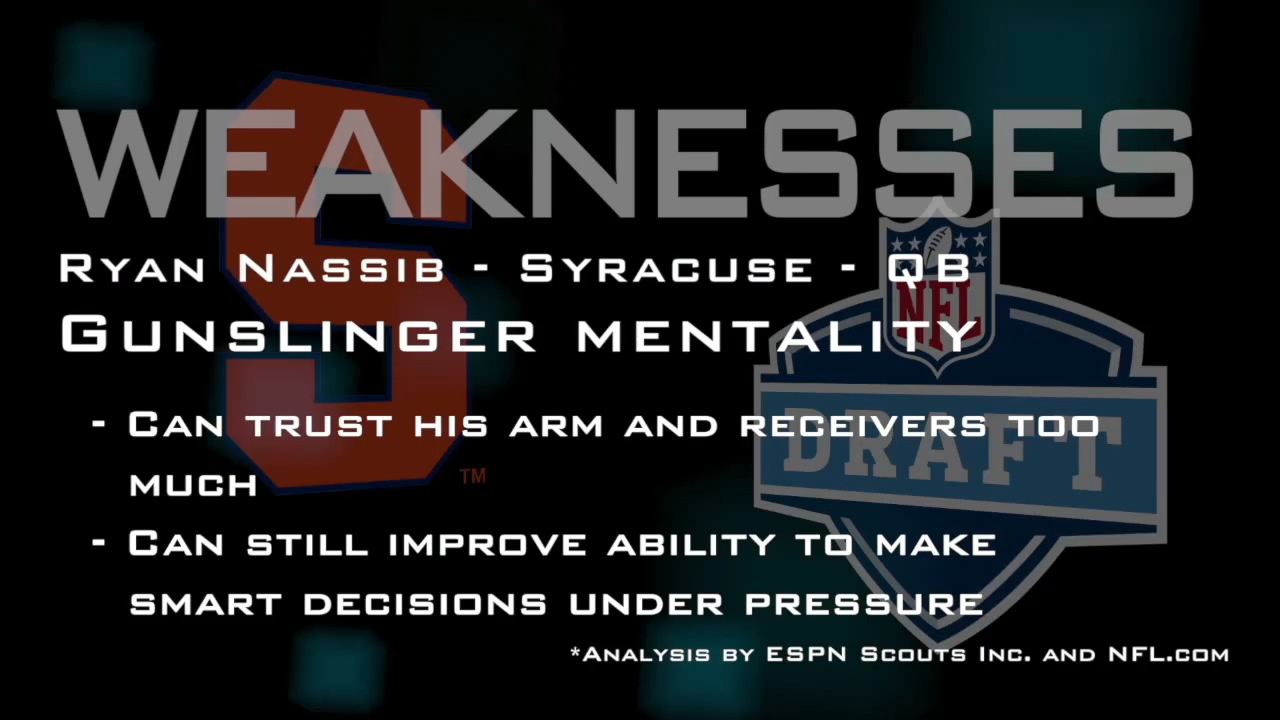 WEAKNESSES
RYAN NASSIB - SYRACUSE - QB
NFL
GUNSLINGER MENTALITY
DRAFT
- CAN TRUST HIS ARM AND RECEIVERS TOO
MUCH
TM
- CAN STILL IMPROVE ABILITY TO MAKE
SMART DECISIONS UNDER PRESSURE
*ANALYSIS BY ESPN SCOUTS INC. AND NFL.COM